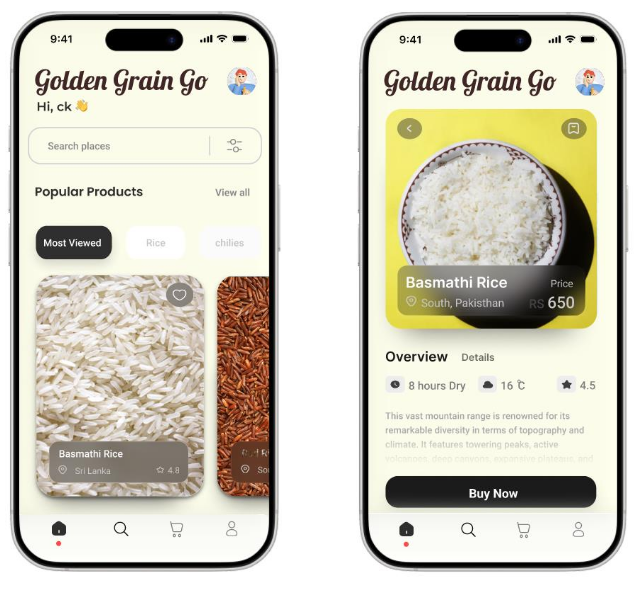 9:41
Golden Grain Go
Hi, ck 👋
Search places
Popular Products View all
Most Viewed Rice chilies
Basmathi Rice
Sri Lanka 4.8
9:41
Golden Grain Go
Basmathi Rice Price
South, Pakisthan RS 650
Overview Details
8 hours Dry 16 ℃ 4.5
This vast mountain range is renowned for its
remarkable diversity in terms of topography and
climate. It features towering peaks, active
volcanoes, deep canyons, expansive plateaus, and
Buy Now